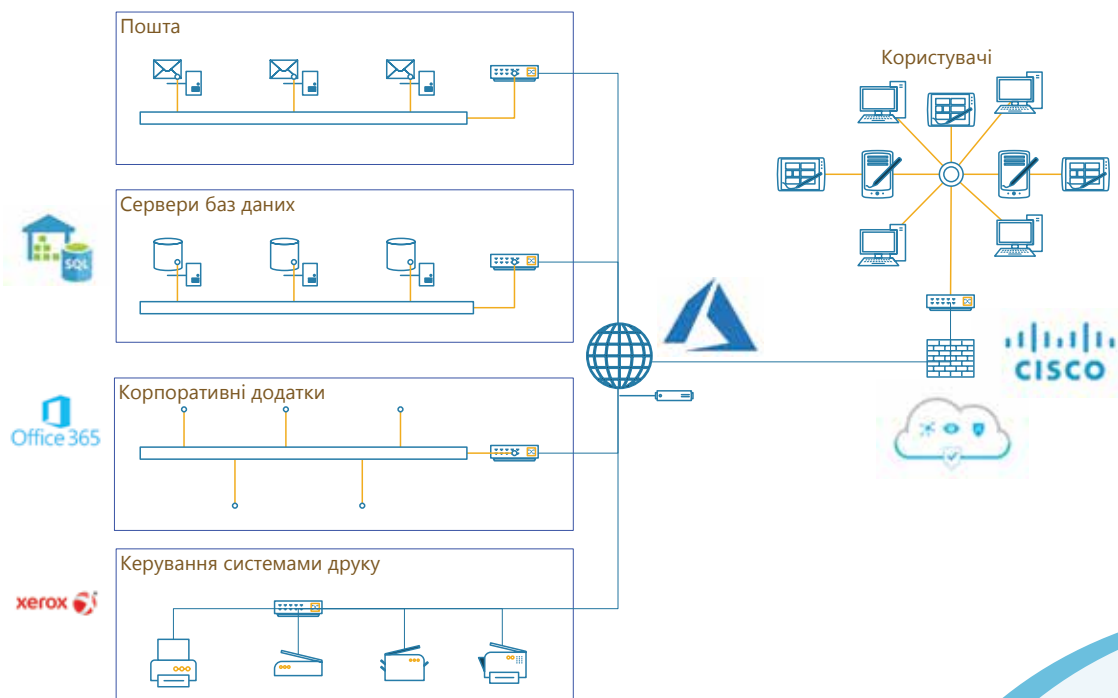 Пошта
Користувачі
Сервери баз даних
SQL
CISCO
Корпоративні додатки
Office 365
Керування системами друку
xerox